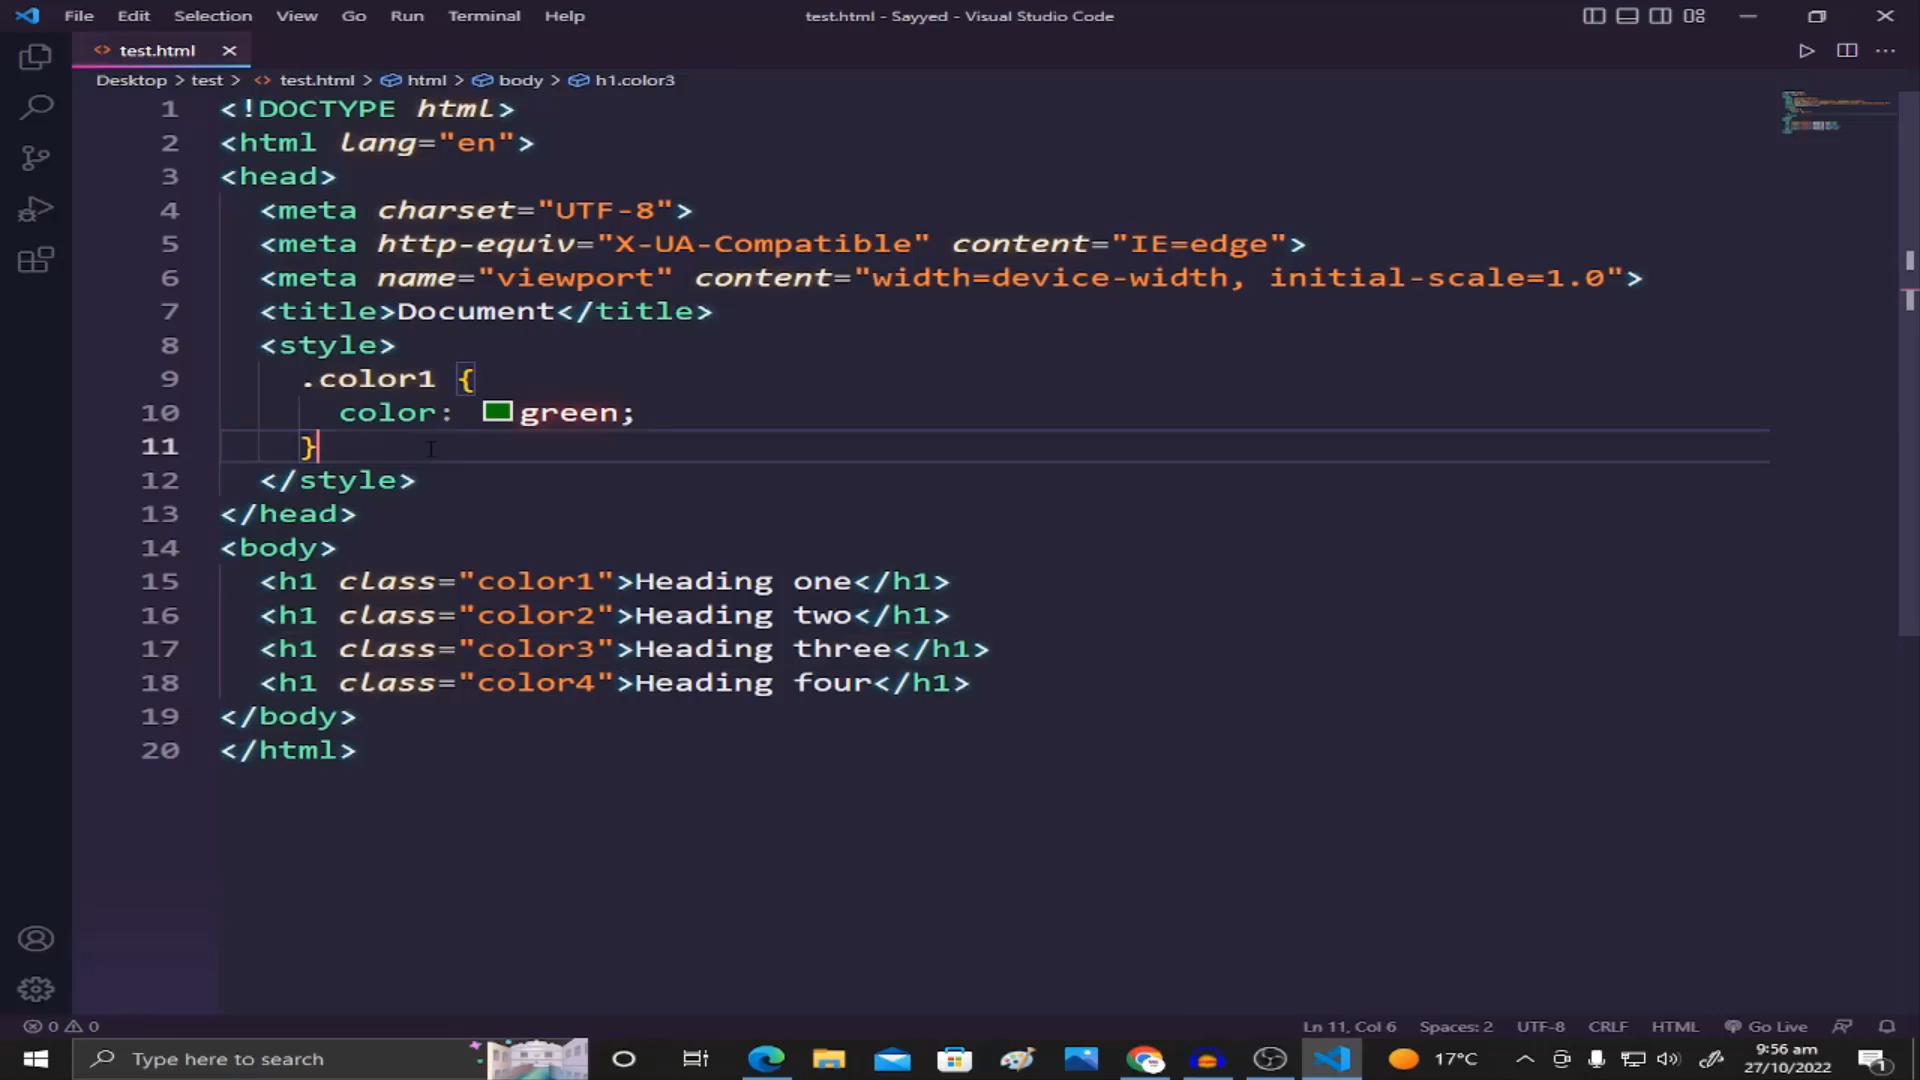 File Edit Selection View Go Run Terminal Help test.html - Sayyed - Visual Studio Code
test.html
Desktop > test > test.html > html > body > h1.color3
1 <!DOCTYPE html>
2 <html lang="en">
3 <head>
4 <meta charset="UTF-8">
5 <meta http-equiv="X-UA-Compatible" content="IE=edge">
6 <meta name="viewport" content="width=device-width, initial-scale=1.0">
7 <title>Document</title>
8 <style>
9 .color1 {
10 color: green;
11 }
12 </style>
13 </head>
14 <body>
15 <h1 class="color1">Heading one</h1>
16 <h1 class="color2">Heading two</h1>
17 <h1 class="color3">Heading three</h1>
18 <h1 class="color4">Heading four</h1>
19 </body>
20 </html>
0 0 Ln 11, Col 6 Spaces: 2 UTF-8 CRLF HTML Go Live
Type here to search 17°C 9:56 am 1
27/10/2022